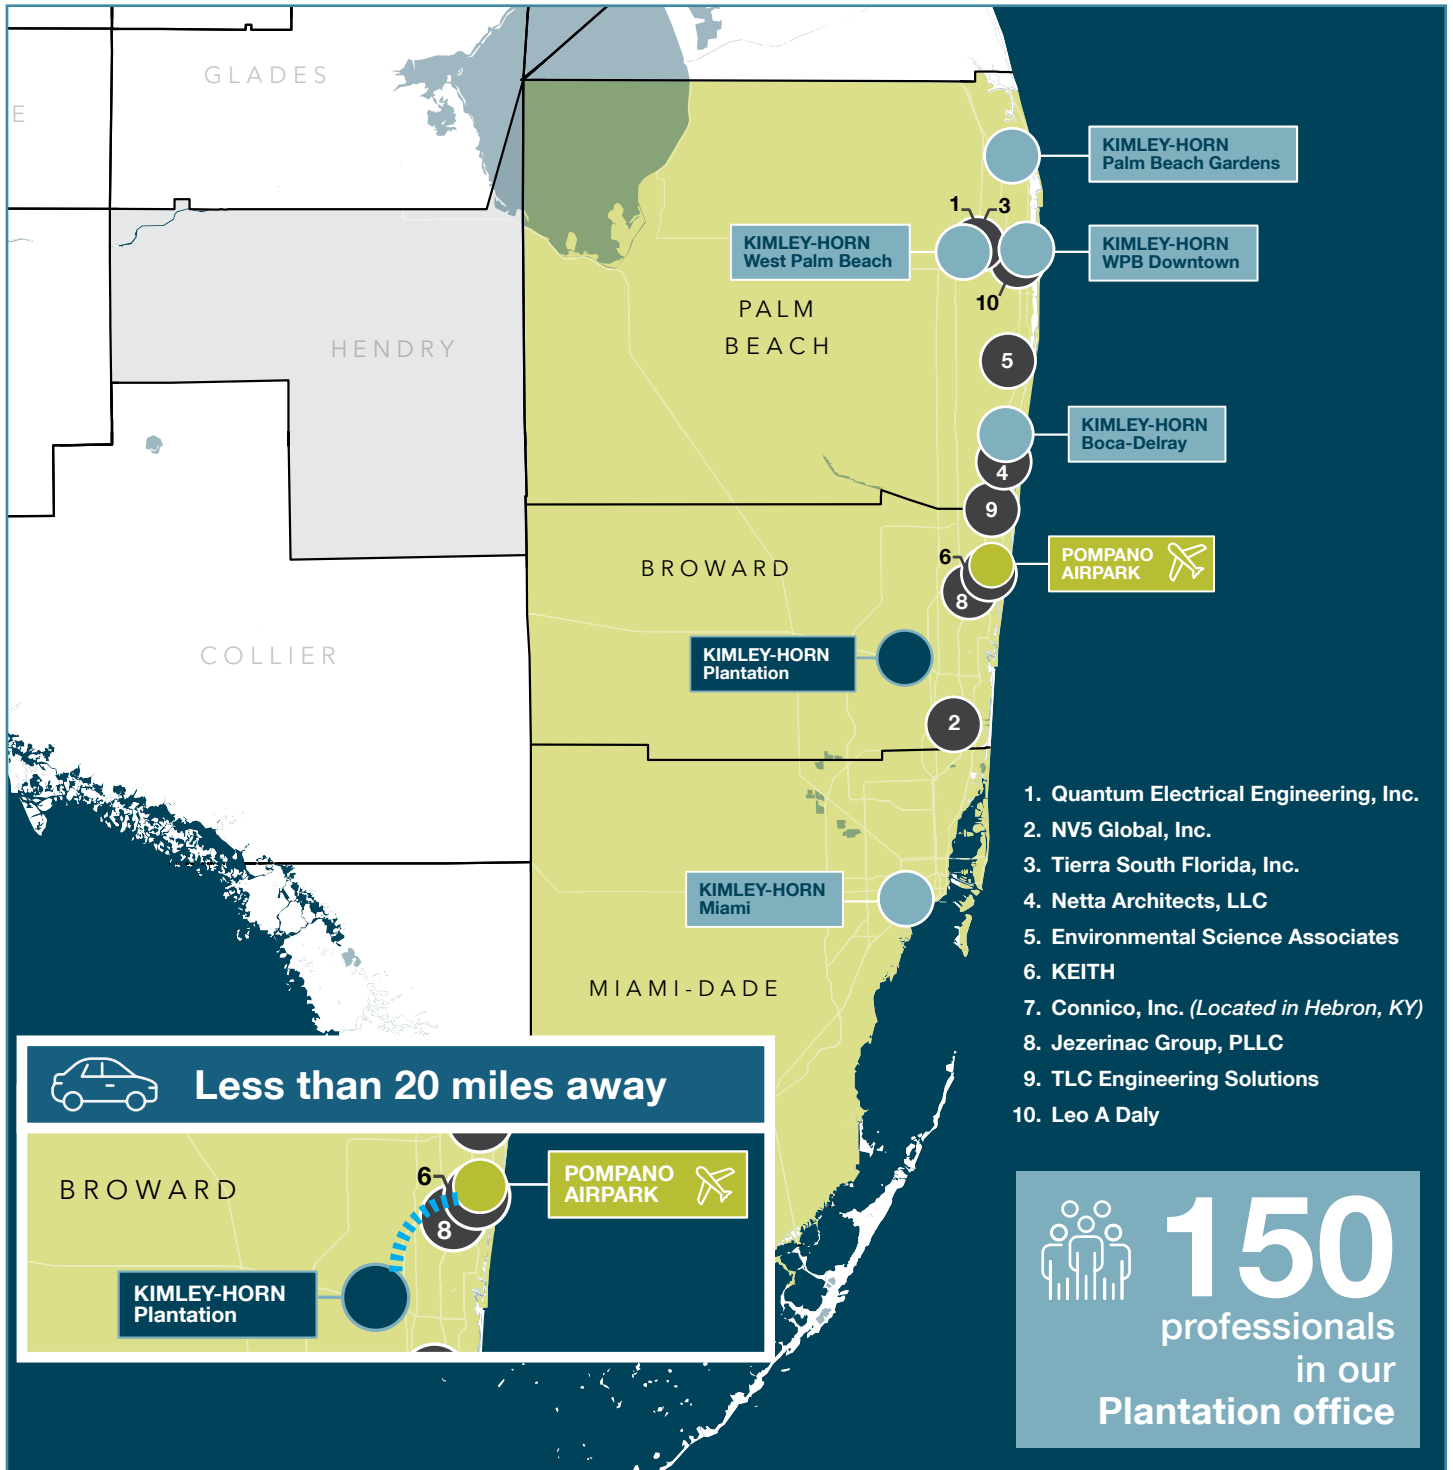 GLADES
E
KIMLEY-HORN
Palm Beach Gardens
1
3
KIMLEY-HORN
West Palm Beach
KIMLEY-HORN
WPB Downtown
10
PALM
BEACH
HENDRY
5
KIMLEY-HORN
Boca-Delray
4
9
BROWARD
6
POMPANO
AIRPARK
8
COLLIER
KIMLEY-HORN
Plantation
2
1. Quantum Electrical Engineering, Inc.
2. NV5 Global, Inc.
3. Tierra South Florida, Inc.
4. Netta Architects, LLC
5. Environmental Science Associates
6. KEITH
7. Connico, Inc. (Located in Hebron, KY)
8. Jezerinac Group, PLLC
9. TLC Engineering Solutions
10. Leo A Daly
KIMLEY-HORN
Miami
MIAMI-DADE
Less than 20 miles away
BROWARD
6
POMPANO
AIRPARK
8
KIMLEY-HORN
Plantation
150
professionals
in our
Plantation office